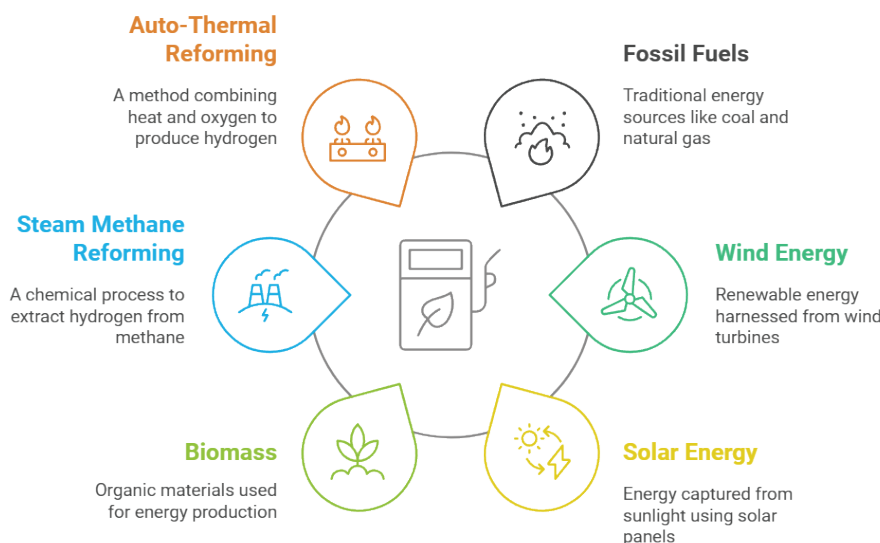 Auto-Thermal
Reforming
A method combining
heat and oxygen to
produce hydrogen
Fossil Fuels
Traditional energy
sources like coal and
natural gas
Steam Methane
Reforming
A chemical process to
extract hydrogen from
methane
Wind Energy
Renewable energy
harnessed from wind
turbines
Biomass
Organic materials used
for energy production
Solar Energy
Energy captured from
sunlight using solar
panels